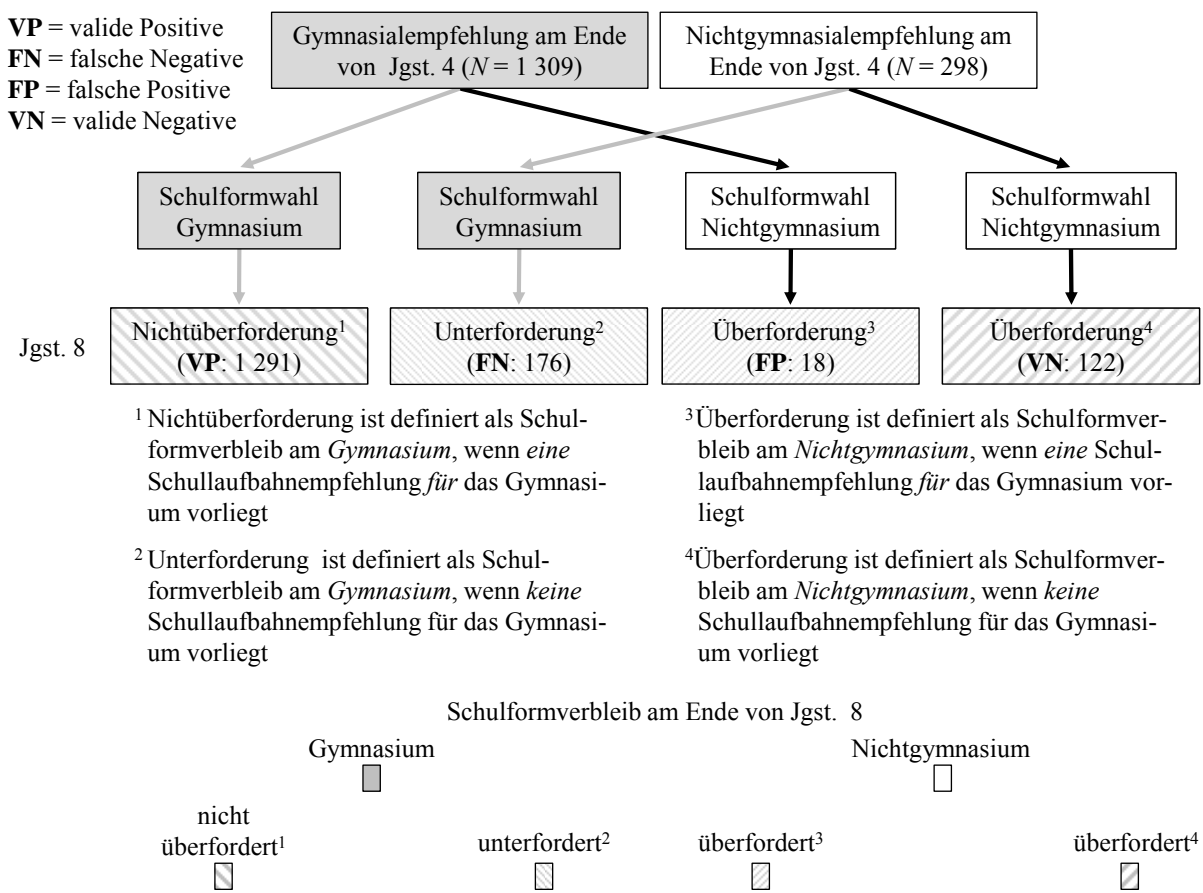 VP = valide Positive
FN = falsche Negative
FP = falsche Positive
VN = valide Negative
Gymnasialempfehlung am Ende
von Jgst. 4 (N = 1 309)
Nichtgymnasialempfehlung am
Ende von Jgst. 4 (N = 298)
Schulformwahl
Gymnasium
Schulformwahl
Gymnasium
Schulformwahl
Nichtgymnasium
Schulformwahl
Nichtgymnasium
Jgst. 8
Nichtüberforderung¹
(VP: 1 291)
Unterforderung²
(FN: 176)
Überforderung³
(FP: 18)
Überforderung⁴
(VN: 122)
¹ Nichtüberforderung ist definiert als Schul-
formverbleib am Gymnasium, wenn eine
Schullaufbahnempfehlung für das Gymnasi-
um vorliegt
² Unterforderung ist definiert als Schul-
formverbleib am Gymnasium, wenn keine
Schullaufbahnempfehlung für das Gymnasi-
um vorliegt
³Überforderung ist definiert als Schulformver-
bleib am Nichtgymnasium, wenn eine Schul-
laufbahnempfehlung für das Gymnasium vor-
liegt
⁴Überforderung ist definiert als Schulformver-
bleib am Nichtgymnasium, wenn keine
Schullaufbahnempfehlung für das Gymnasi-
um vorliegt
Schulformverbleib am Ende von Jgst. 8
Gymnasium
Nichtgymnasium
nicht
überfordert¹
unterfordert²
überfordert³
überfordert⁴